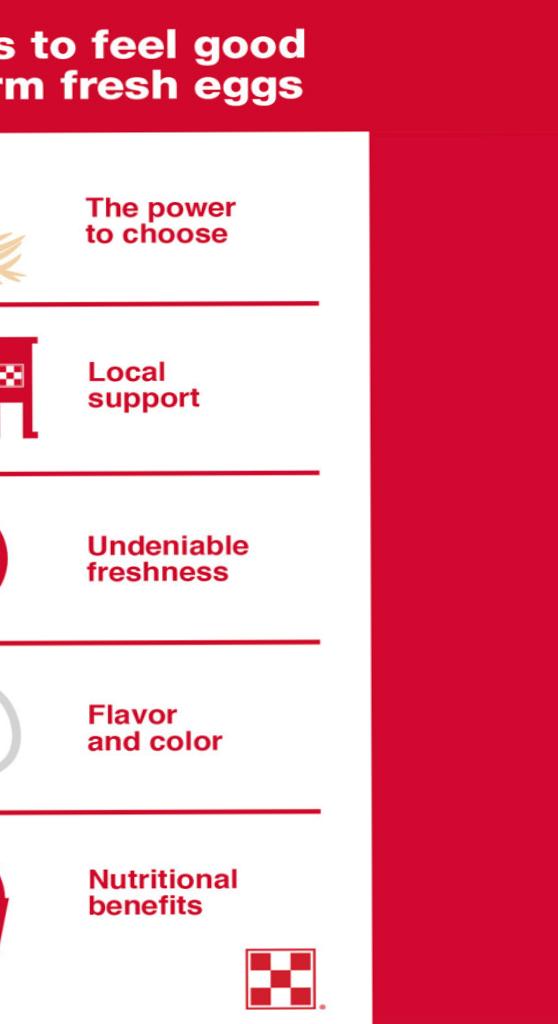 s to feel good
rm fresh eggs
The power
to choose
Local
support
Undeniable
freshness
Flavor
and color
Nutritional
benefits